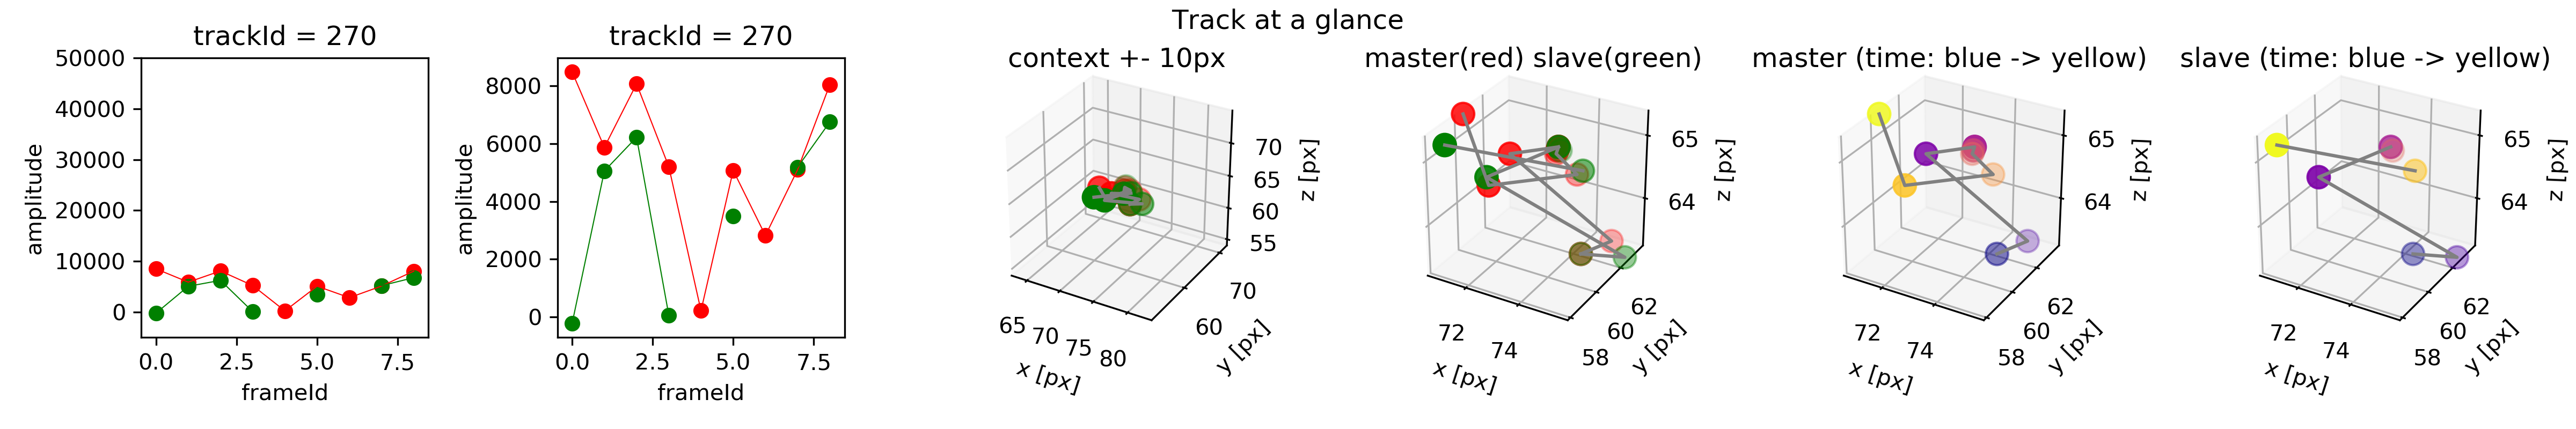 Track at a glance
trackId = 270
50000
40000
30000
20000
10000
0
amplitude
0.0 2.5 5.0 7.5
frameId
trackId = 270
8000
6000
4000
2000
0
amplitude
0.0 2.5 5.0 7.5
frameId
context +- 10px
70
65
60
55
z [px]
70
60
y [px]
65 70 75 80
x [px]
master(red) slave(green)
65
64
z [px]
62
60
58
y [px]
72 74
x [px]
master (time: blue -> yellow)
65
64
z [px]
62
60
58
y [px]
72 74
x [px]
slave (time: blue -> yellow)
65
64
z [px]
62
60
58
y [px]
72 74
x [px]